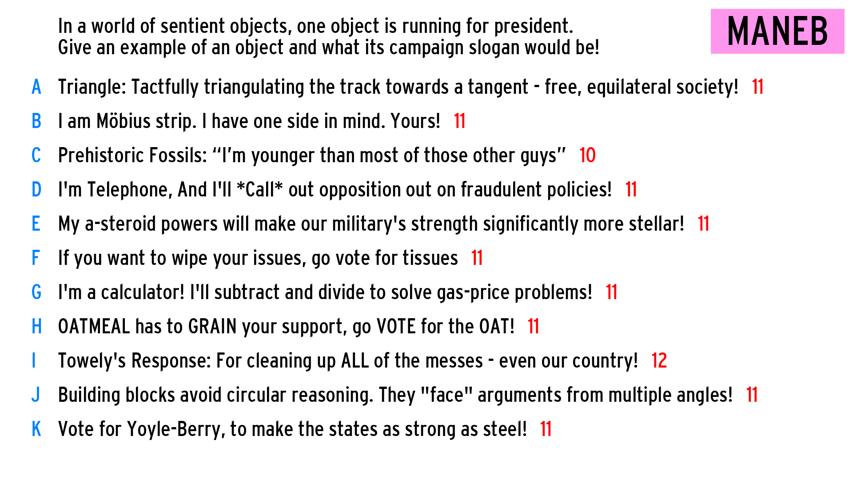 In a world of sentient objects, one object is running for president.
Give an example of an object and what its campaign slogan would be!
MANEB
A Triangle: Tactfully triangulating the track towards a tangent - free, equilateral society! 11
B I am Möbius strip. I have one side in mind. Yours! 11
C Prehistoric Fossils: “I’m younger than most of those other guys” 10
D I'm Telephone, And I'll *Call* out opposition out on fraudulent policies! 11
E My a-steroid powers will make our military's strength significantly more stellar! 11
F If you want to wipe your issues, go vote for tissues 11
G I'm a calculator! I'll subtract and divide to solve gas-price problems! 11
H OATMEAL has to GRAIN your support, go VOTE for the OAT! 11
I Towely's Response: For cleaning up ALL of the messes - even our country! 12
J Building blocks avoid circular reasoning. They "face" arguments from multiple angles! 11
K Vote for Yoyle-Berry, to make the states as strong as steel! 11